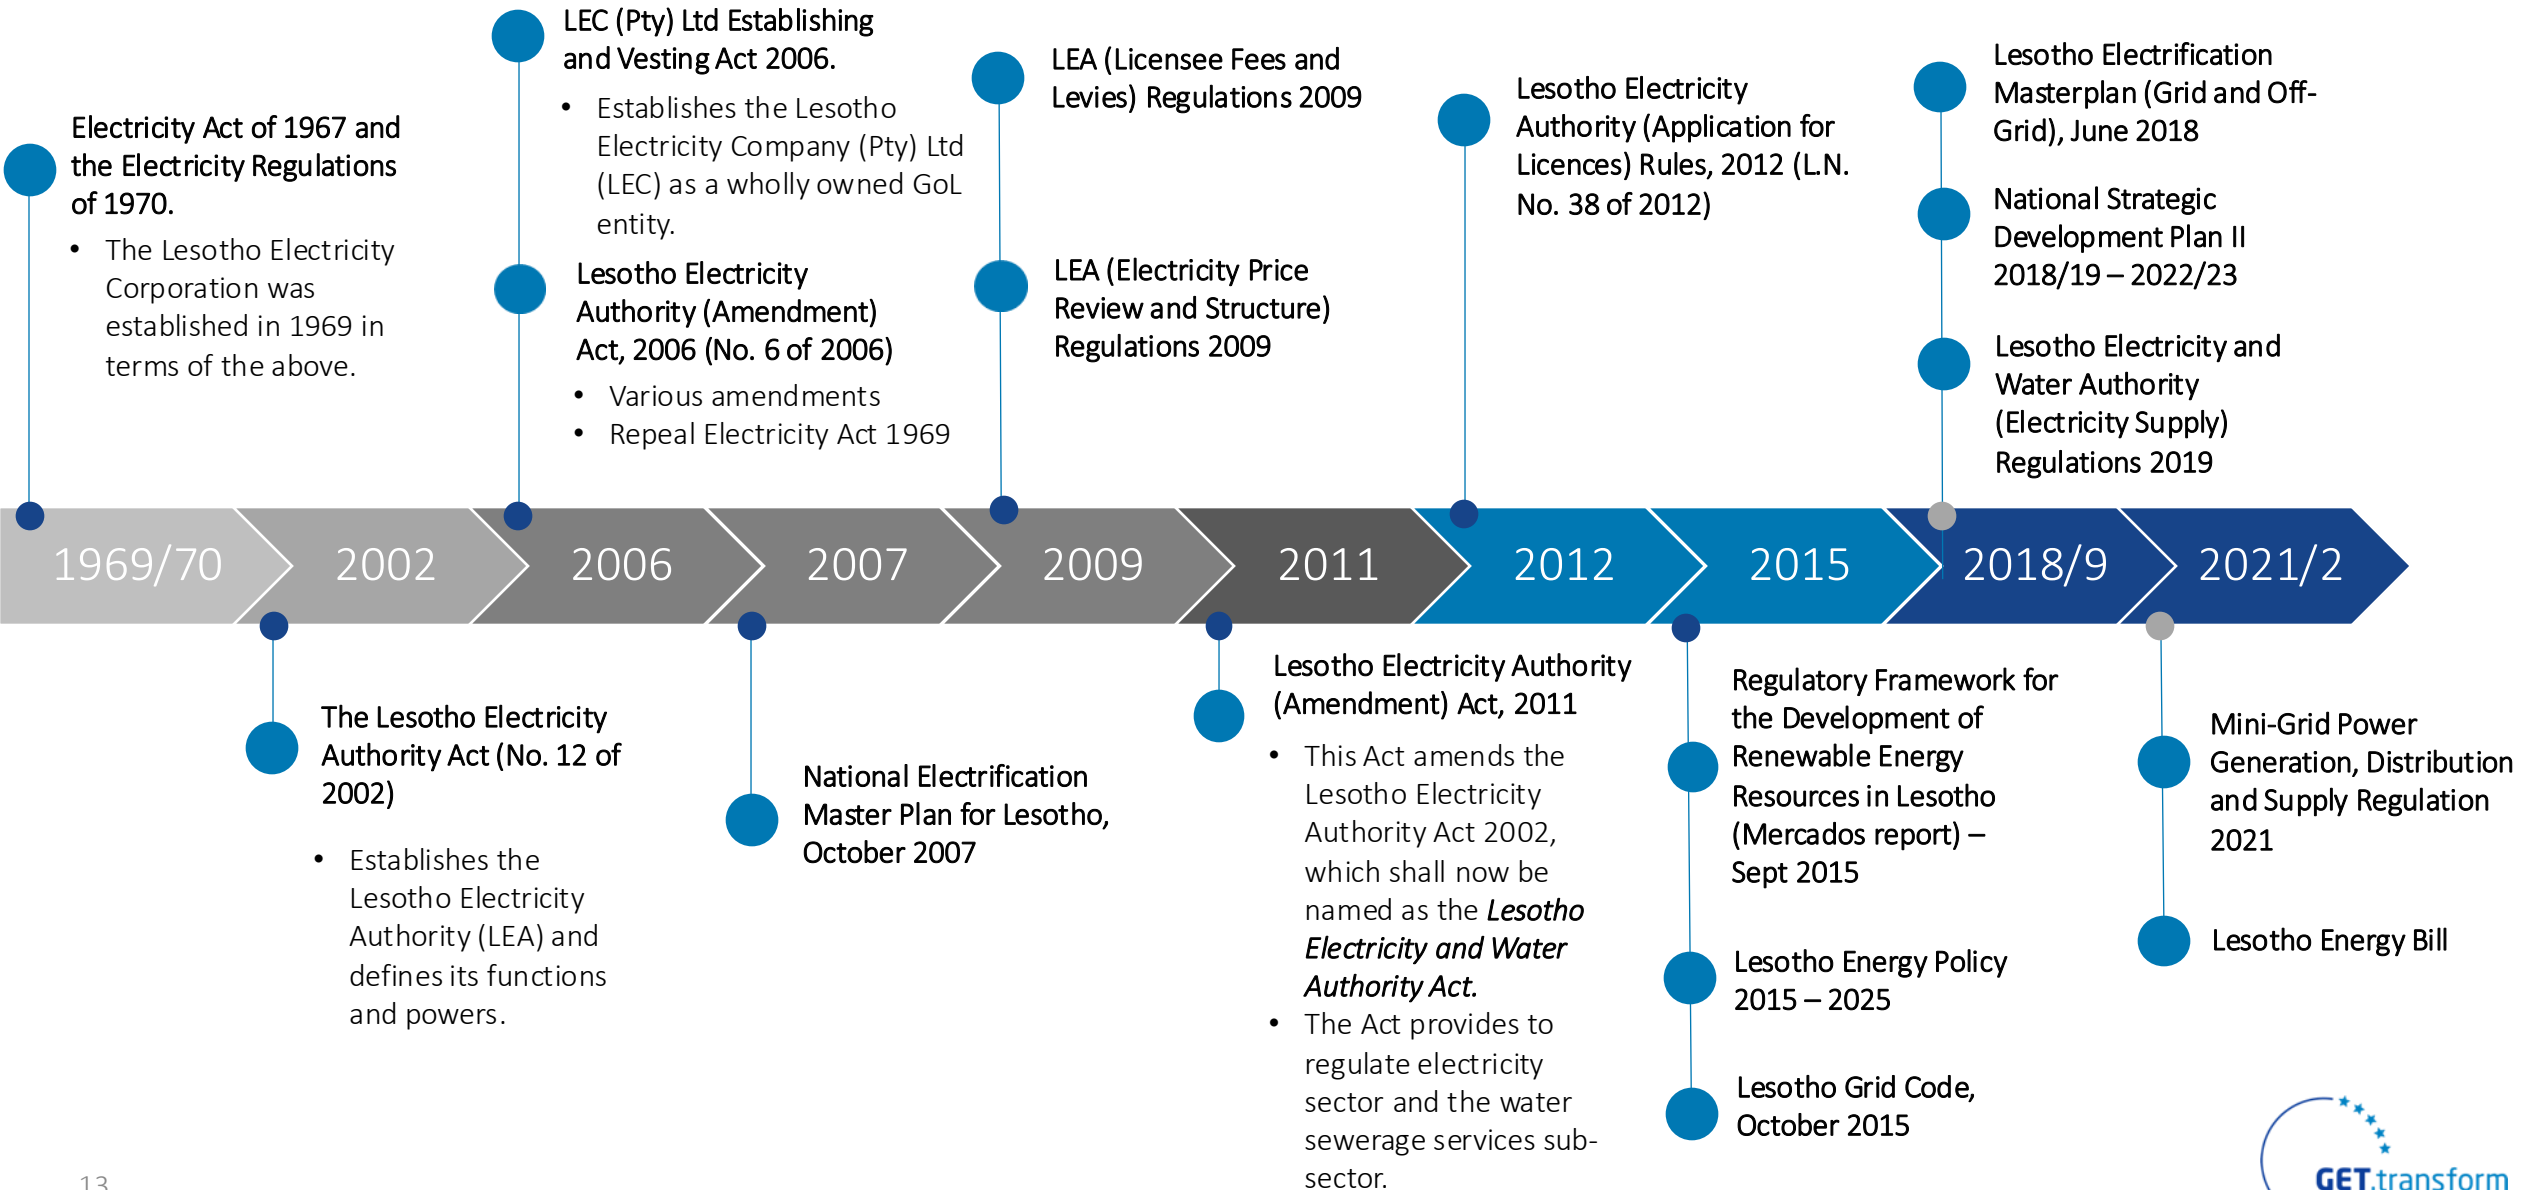 Electricity Act of 1967 and
the Electricity Regulations
of 1970.
• The Lesotho Electricity
Corporation was
established in 1969 in
terms of the above.
LEC (Pty) Ltd Establishing
and Vesting Act 2006.
• Establishes the Lesotho
Electricity Company (Pty) Ltd
(LEC) as a wholly owned GoL
entity.
Lesotho Electricity
Authority (Amendment)
Act, 2006 (No. 6 of 2006)
• Various amendments
• Repeal Electricity Act 1969
LEA (Licensee Fees and
Levies) Regulations 2009
LEA (Electricity Price
Review and Structure)
Regulations 2009
Lesotho Electricity
Authority (Application for
Licences) Rules, 2012 (L.N.
No. 38 of 2012)
Lesotho Electrification
Masterplan (Grid and Off-
Grid), June 2018
National Strategic
Development Plan II
2018/19 – 2022/23
Lesotho Electricity and
Water Authority
(Electricity Supply)
Regulations 2019
1969/70
2002
2006
2007
2009
2011
2012
2015
2018/9
2021/2
The Lesotho Electricity
Authority Act (No. 12 of
2002)
• Establishes the
Lesotho Electricity
Authority (LEA) and
defines its functions
and powers.
National Electrification
Master Plan for Lesotho,
October 2007
Lesotho Electricity Authority
(Amendment) Act, 2011
• This Act amends the
Lesotho Electricity
Authority Act 2002,
which shall now be
named as the Lesotho
Electricity and Water
Authority Act.
• The Act provides to
regulate electricity
sector and the water
sewerage services sub-
sector.
Regulatory Framework for
the Development of
Renewable Energy
Resources in Lesotho
(Mercados report) –
Sept 2015
Lesotho Energy Policy
2015 – 2025
Lesotho Grid Code,
October 2015
Mini-Grid Power
Generation, Distribution
and Supply Regulation
2021
Lesotho Energy Bill
13
GET.transform